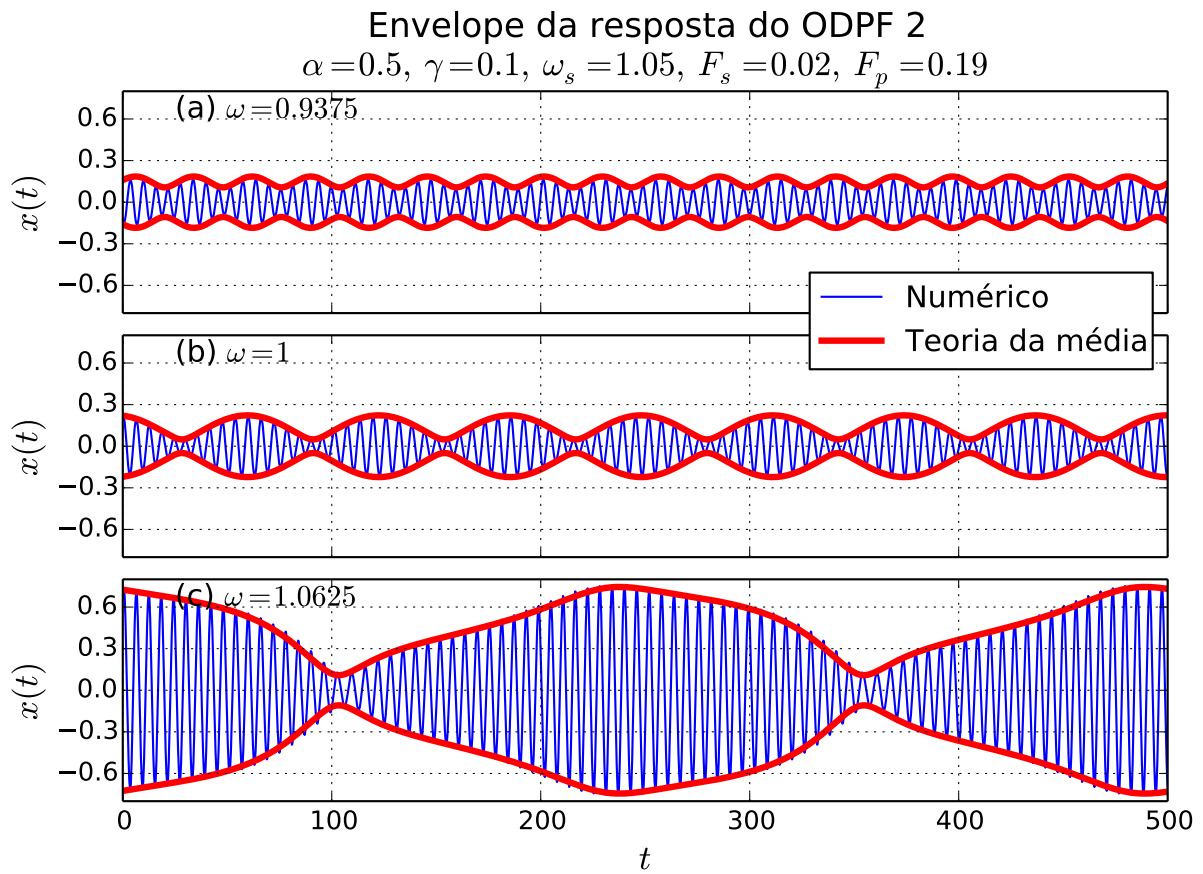 Envelope da resposta do ODPF 2
α=0.5, γ=0.1, ω_s=1.05, F_s=0.02, F_p=0.19
(a) ω=0.9375
0.6
0.3
0.0
−0.3
−0.6
x(t)
Numérico
Teoria da média
(b) ω=1
0.6
0.3
0.0
−0.3
−0.6
x(t)
(c) ω=1.0625
0.6
0.3
0.0
−0.3
−0.6
x(t)
0 100 200 300 400 500
t